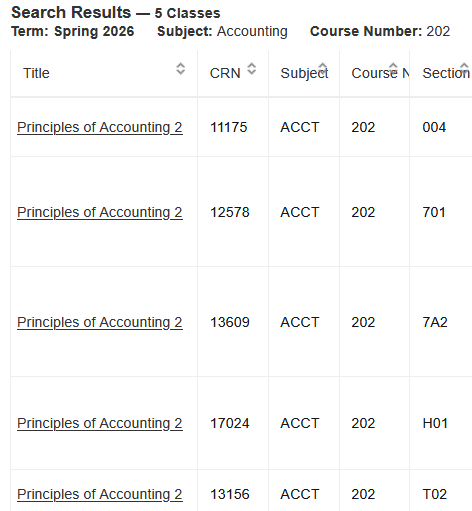 Search Results — 5 Classes
Term: Spring 2026 Subject: Accounting Course Number: 202
Title CRN Subject Course N Section
Principles of Accounting 2 11175 ACCT 202 004
Principles of Accounting 2 12578 ACCT 202 701
Principles of Accounting 2 13609 ACCT 202 7A2
Principles of Accounting 2 17024 ACCT 202 H01
Principles of Accounting 2 13156 ACCT 202 T02